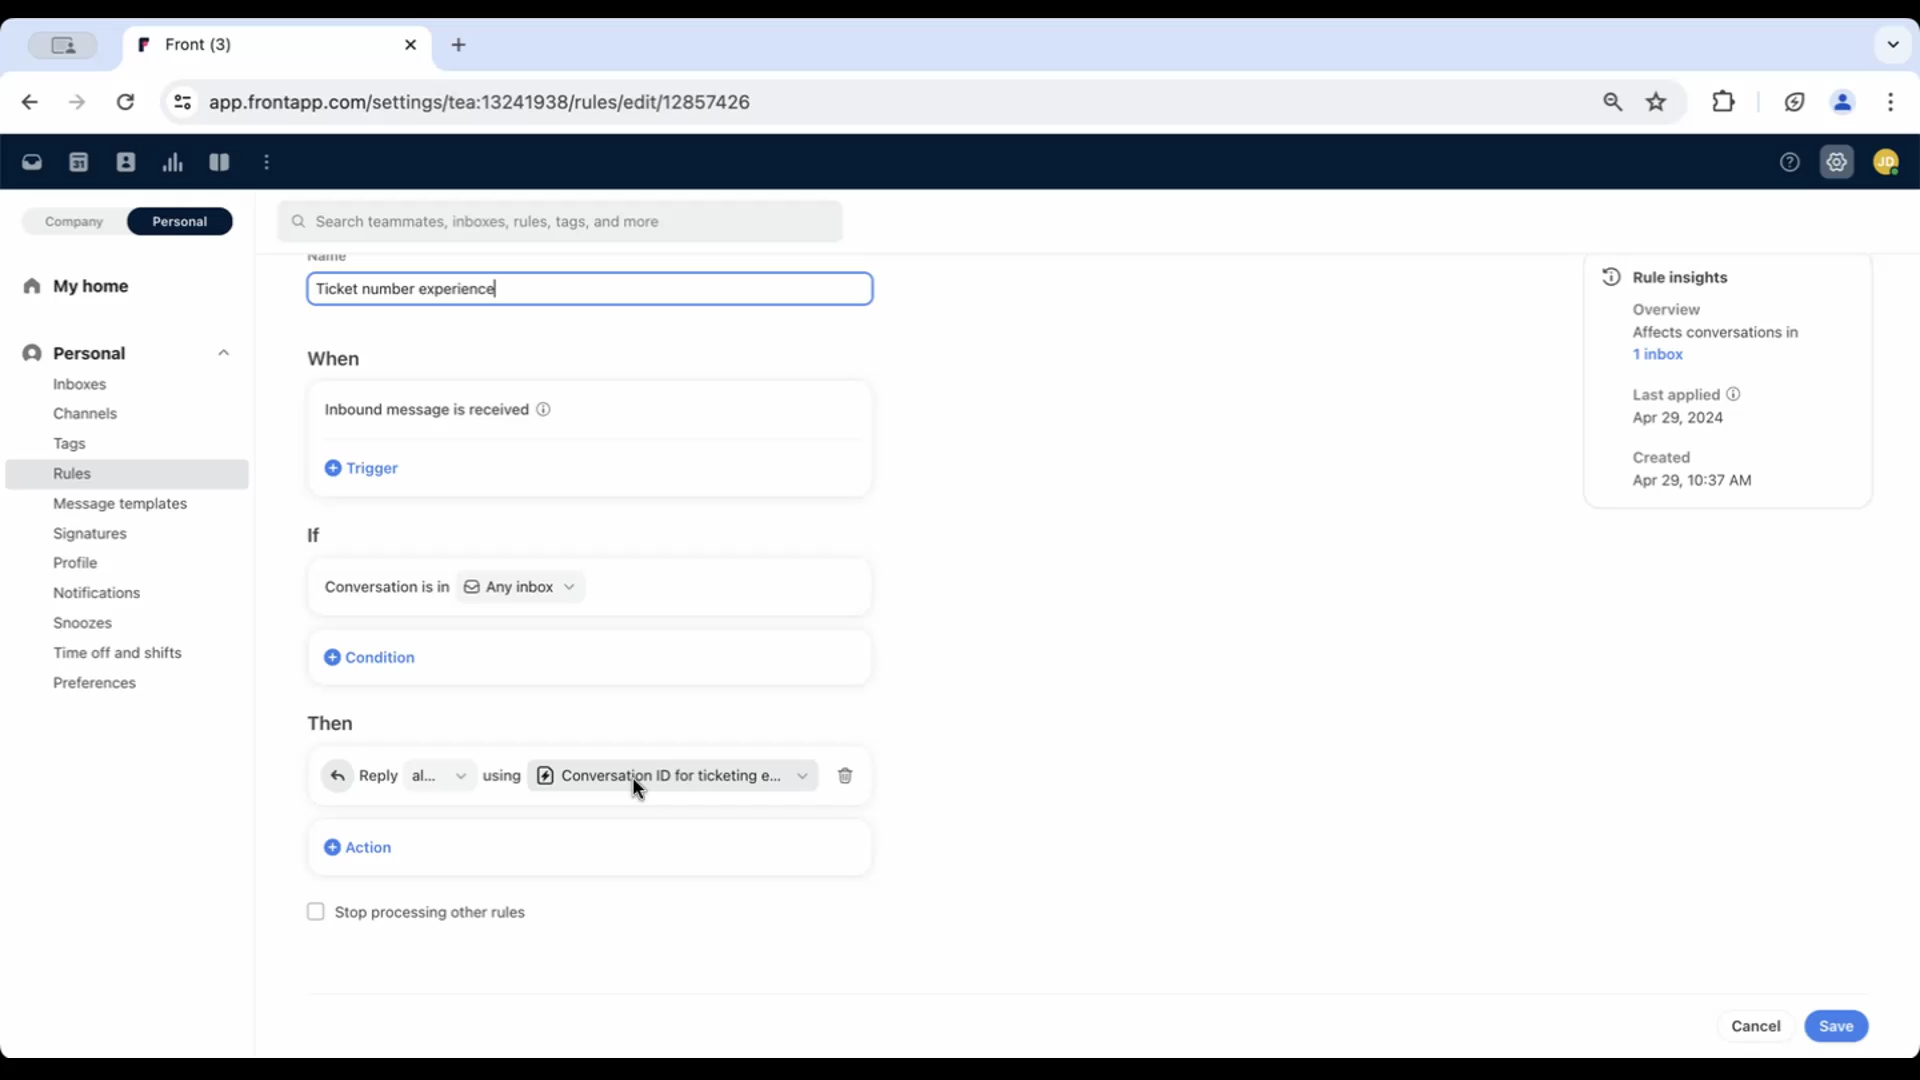 Front (3)
app.frontapp.com/settings/tea:13241938/rules/edit/12857426
31
JD
Company
Personal
Search teammates, inboxes, rules, tags, and more
My home
Personal
Inboxes
Channels
Tags
Rules
Message templates
Signatures
Profile
Notifications
Snoozes
Time off and shifts
Preferences
Name
Ticket number experience
When
Inbound message is received
Trigger
If
Conversation is in Any inbox
Condition
Then
Reply al... using Conversation ID for ticketing e...
Action
Stop processing other rules
Rule insights
Overview
Affects conversations in
1 inbox
Last applied
Apr 29, 2024
Created
Apr 29, 10:37 AM
Cancel
Save